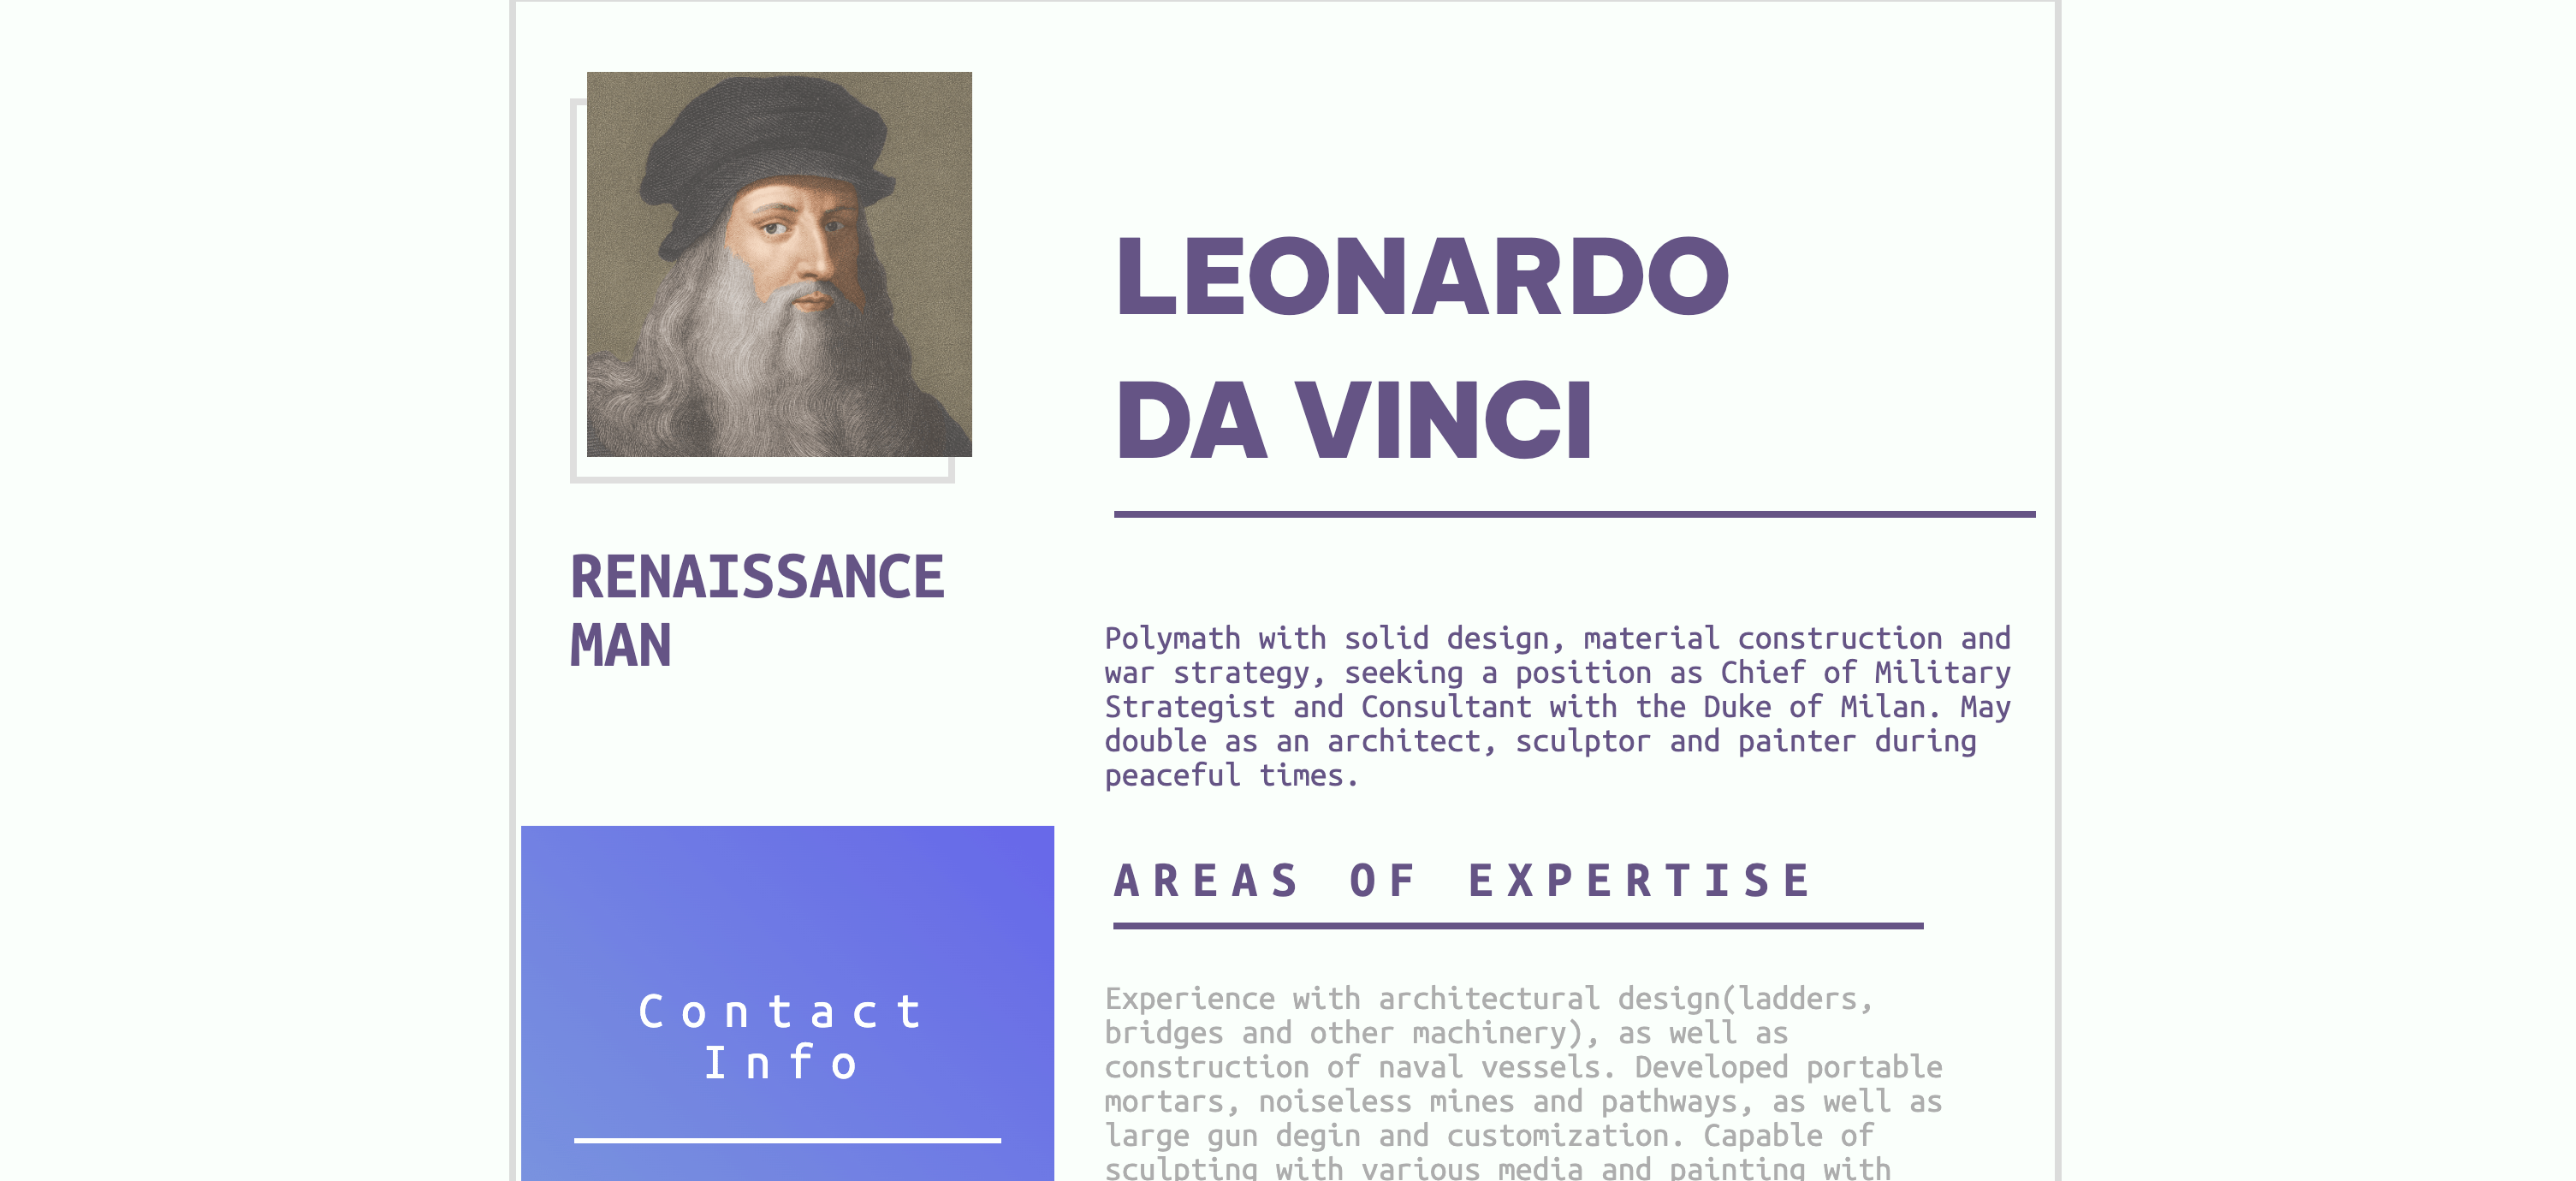 LEONARDO
DA VINCI
RENAISSANCE
MAN
Polymath with solid design, material construction and
war strategy, seeking a position as Chief of Military
Strategist and Consultant with the Duke of Milan. May
double as an architect, sculptor and painter during
peaceful times.
Contact
Info
AREAS OF EXPERTISE
Experience with architectural design(ladders,
bridges and other machinery), as well as
construction of naval vessels. Developed portable
mortars, noiseless mines and pathways, as well as
large gun degin and customization. Capable of
sculpting with various media and painting with